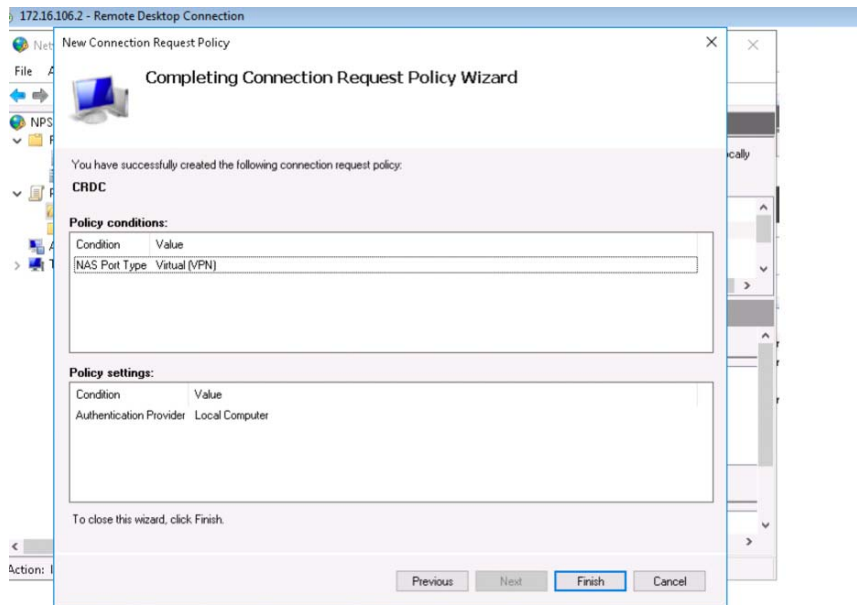 172.16.106.2 - Remote Desktop Connection
Net
New Connection Request Policy
File A
Completing Connection Request Policy Wizard
NPS
You have successfully created the following connection request policy:
cally
CRDC
Policy conditions:
Condition Value
NAS Port Type Virtual (VPN)
Policy settings:
Condition Value
Authentication Provider Local Computer
To close this wizard, click Finish.
Action: I
Previous Next Finish Cancel